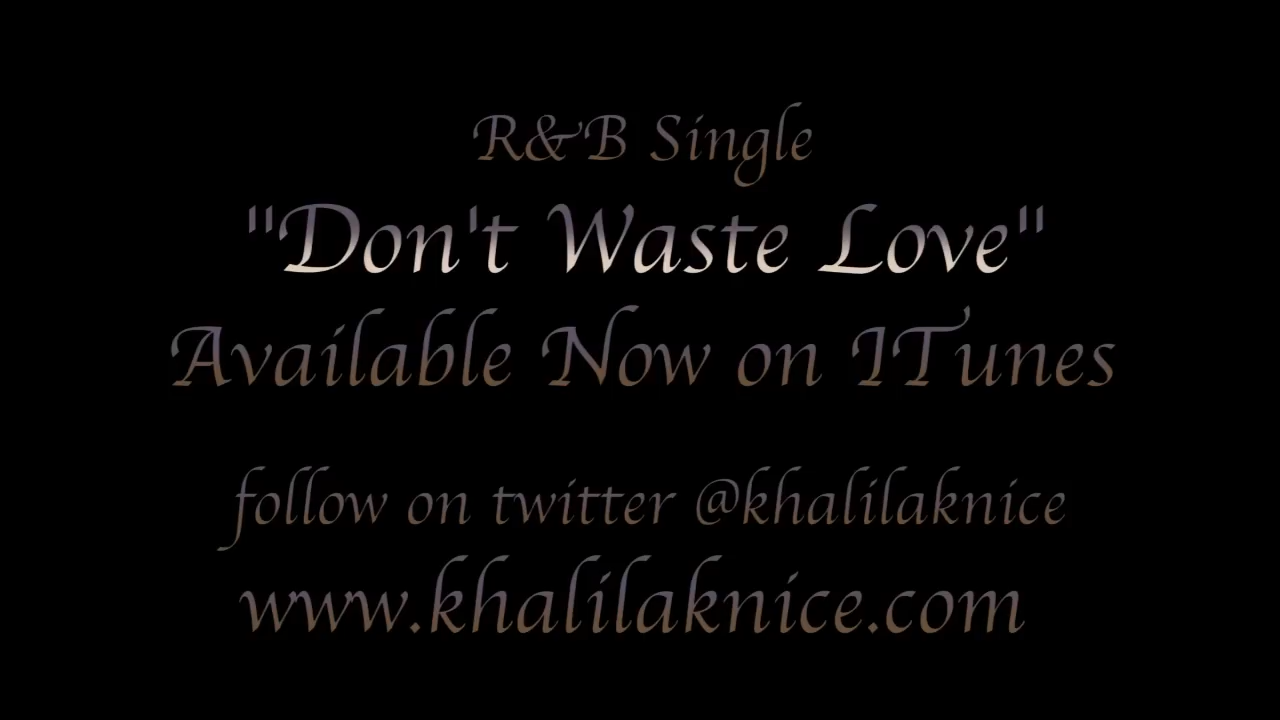 R&B Single
"Don't Waste Love"
Available Now on ITunes
follow on twitter @khalilaknice
www.khalilaknice.com